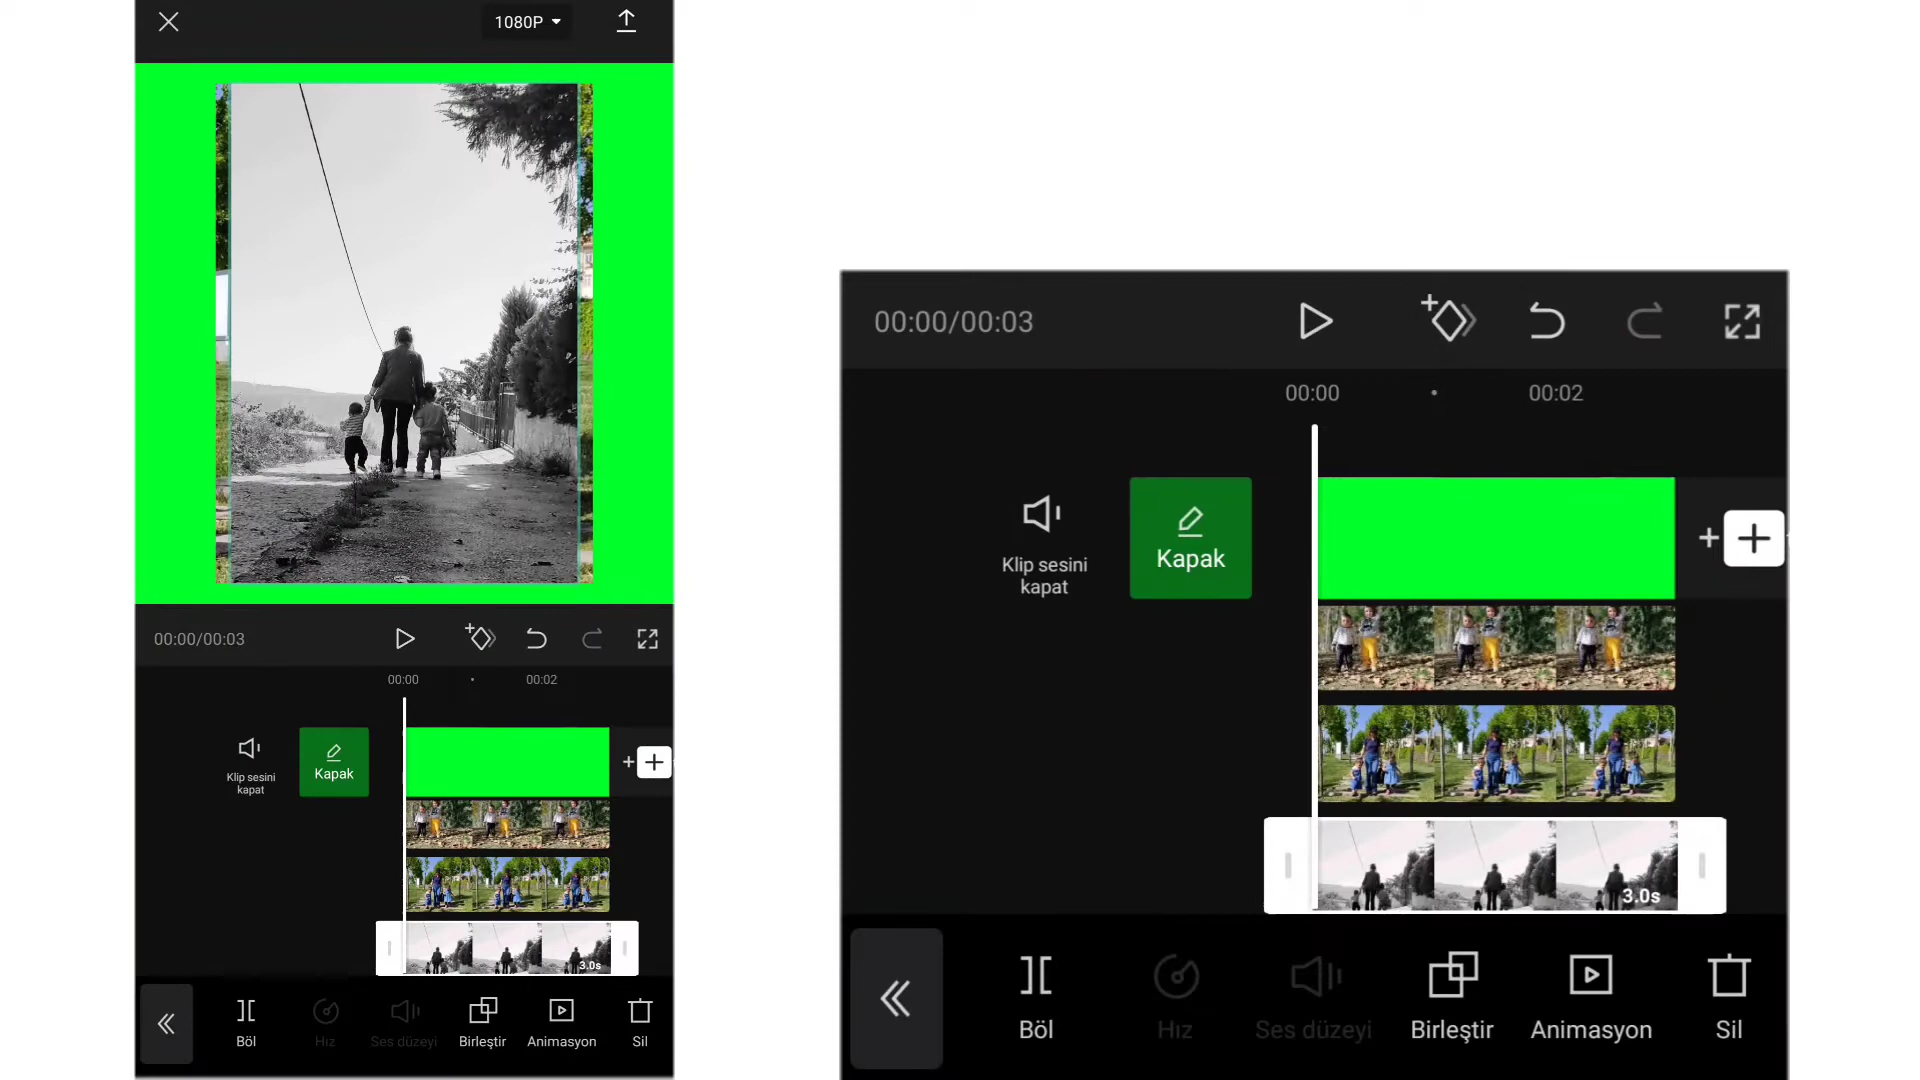 1080P
00:00/00:03
00:00
00:02
Klip sesini
kapat
Kapak
3.0s
Böl
Hız
Ses düzeyi
Birleştir
Animasyon
Sil
00:00/00:03
00:00
00:02
Klip sesini
kapat
Kapak
3.0s
Böl
Hız
Ses düzeyi
Birleştir
Animasyon
Sil